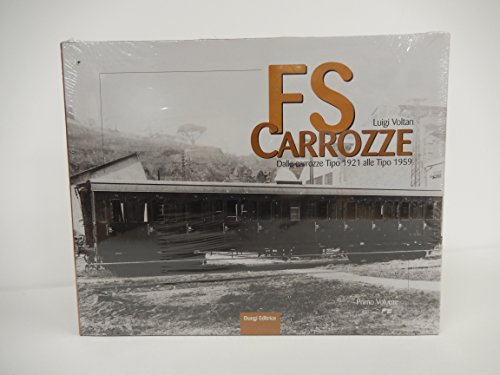 FS
Luigi Voltan
CARROZZE
Dalle carrozze Tipo 1921 alle Tipo 1959
Primo Volume
Duegi Editrice